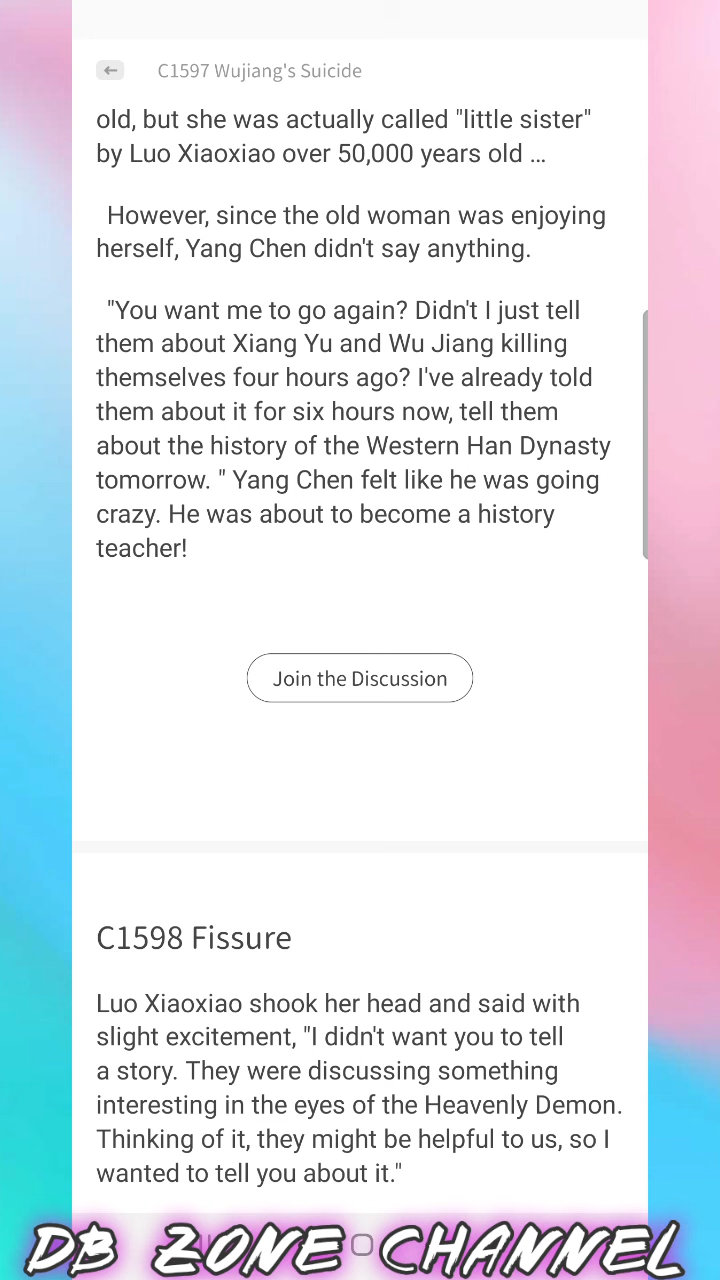 C1597 Wujiang's Suicide
old, but she was actually called "little sister"
by Luo Xiaoxiao over 50,000 years old ...
However, since the old woman was enjoying
herself, Yang Chen didn't say anything.
"You want me to go again? Didn't I just tell
them about Xiang Yu and Wu Jiang killing
themselves four hours ago? I've already told
them about it for six hours now, tell them
about the history of the Western Han Dynasty
tomorrow. " Yang Chen felt like he was going
crazy. He was about to become a history
teacher!
Join the Discussion
C1598 Fissure
Luo Xiaoxiao shook her head and said with
slight excitement, "I didn't want you to tell
a story. They were discussing something
interesting in the eyes of the Heavenly Demon.
Thinking of it, they might be helpful to us, so I
wanted to tell you about it."
DB ZONE CHANNEL